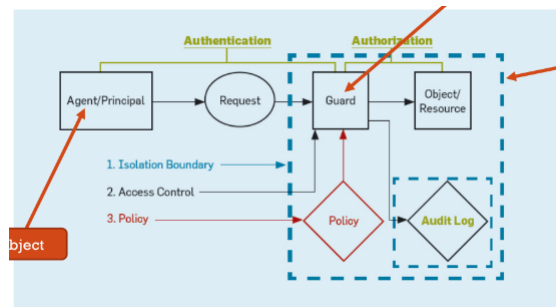 Authentication
Authorization
Agent/Principal
Request
Guard
Object/
Resource
1. Isolation Boundary
2. Access Control
3. Policy
Policy
Audit Log
bject